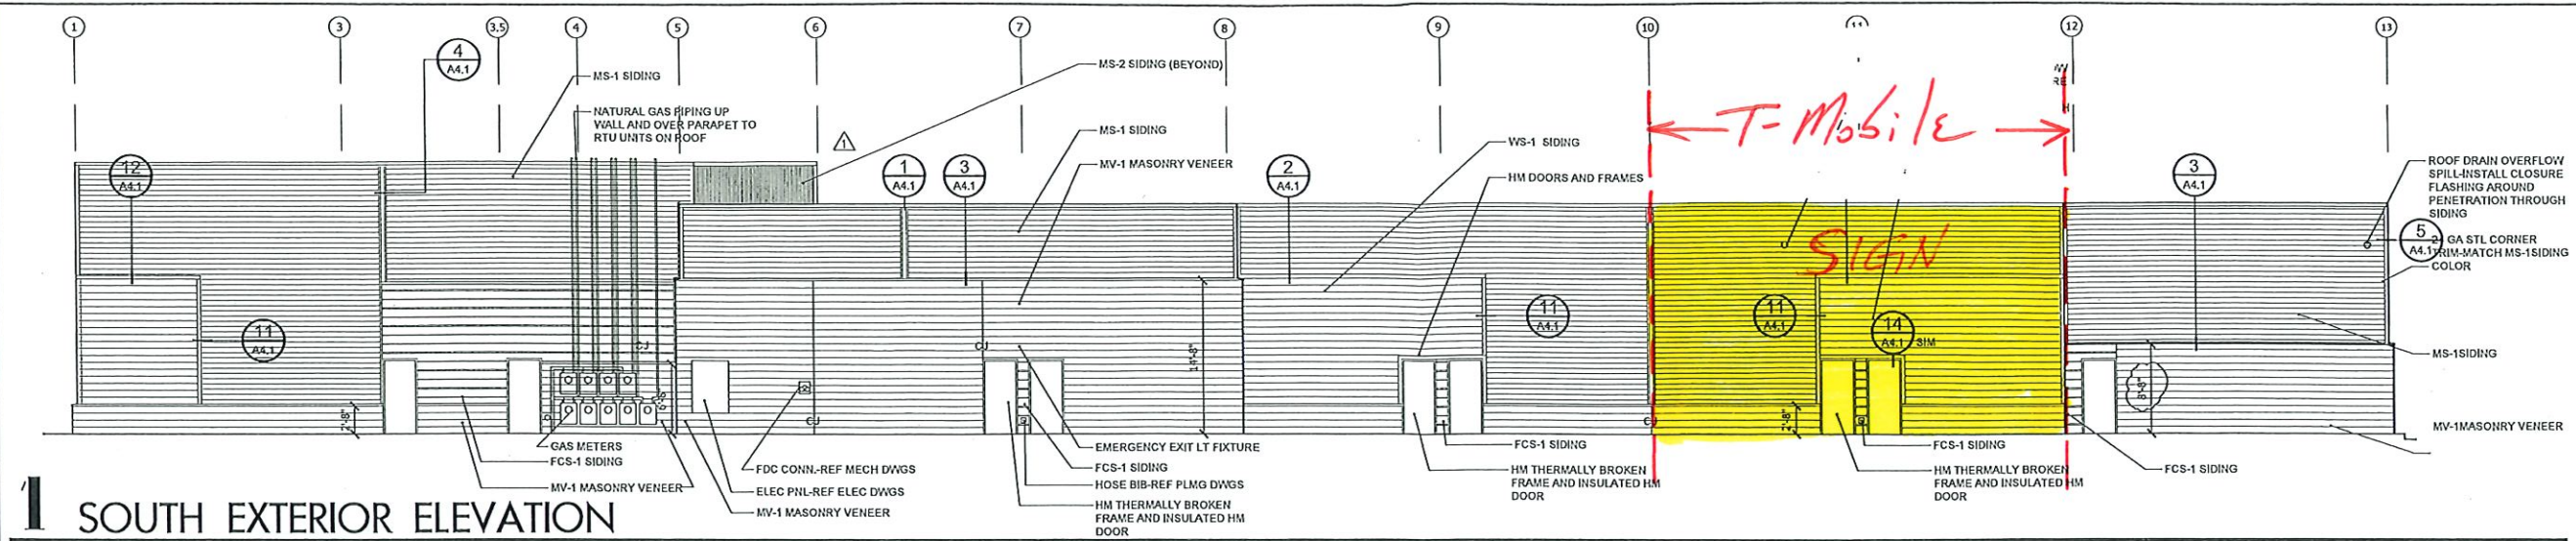 1
3
3.5
4
5
6
7
8
9
10
11
12
13
4
A4.1
MS-1 SIDING
NATURAL GAS PIPING UP
WALL AND OVER PARAPET TO
RTU UNITS ON ROOF
1
MS-2 SIDING (BEYOND)
MS-1 SIDING
MV-1 MASONRY VENEER
WS-1 SIDING
HM DOORS AND FRAMES
T-Mobile
SIGN
12
A4.1
1
A4.1
3
A4.1
2
A4.1
3
A4.1
ROOF DRAIN OVERFLOW
SPILL-INSTALL CLOSURE
FLASHING AROUND
PENETRATION THROUGH
SIDING
5
A4.1
GA STL CORNER
TRIM-MATCH MS-1SIDING
COLOR
11
A4.1
11
A4.1
11
A4.1
14
A4.1
SIM
CJ
CJ
CJ
CJ
2'-8"
14'-8"
2'-8"
8'-8"
MS-1SIDING
MV-1MASONRY VENEER
GAS METERS
FCS-1 SIDING
MV-1 MASONRY VENEER
FDC CONN.-REF MECH DWGS
ELEC PNL-REF ELEC DWGS
MV-1 MASONRY VENEER
EMERGENCY EXIT LT FIXTURE
FCS-1 SIDING
HOSE BIB-REF PLMG DWGS
HM THERMALLY BROKEN
FRAME AND INSULATED HM
DOOR
FCS-1 SIDING
HM THERMALLY BROKEN
FRAME AND INSULATED HM
DOOR
FCS-1 SIDING
HM THERMALLY BROKEN
FRAME AND INSULATED HM
DOOR
FCS-1 SIDING
1 SOUTH EXTERIOR ELEVATION